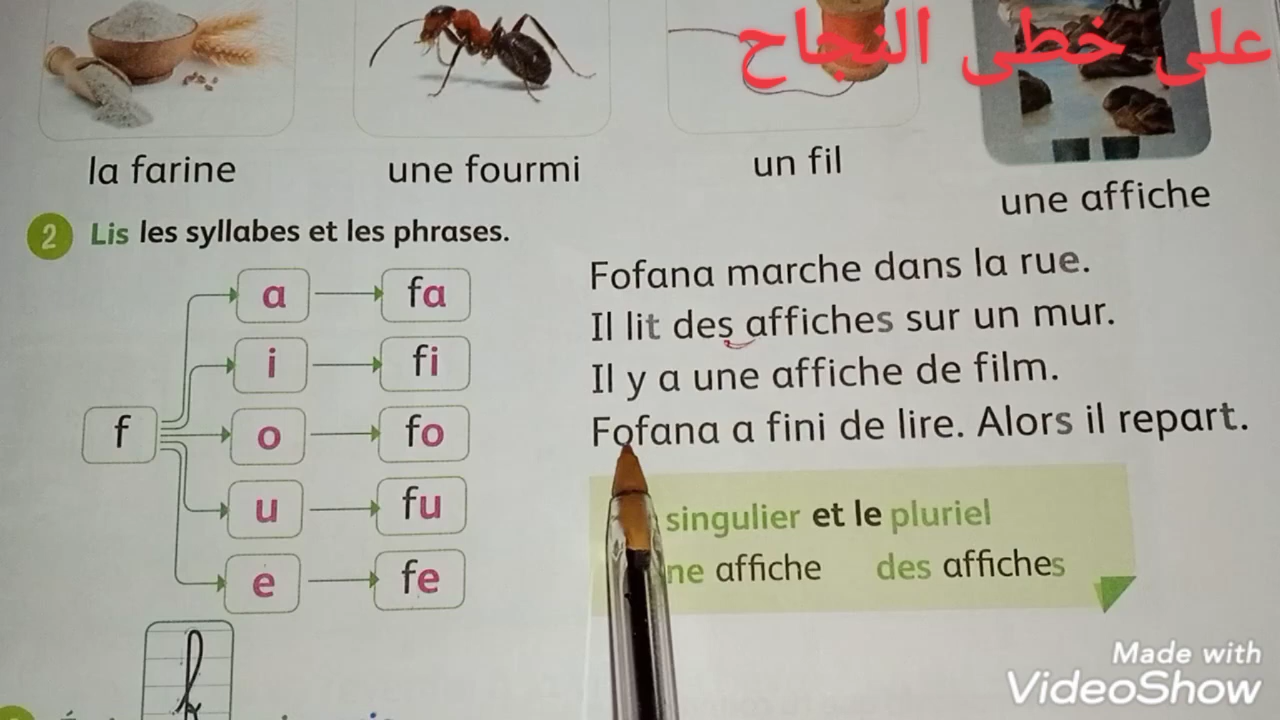 على خطى النجاح
la farine
une fourmi
un fil
une affiche
2 Lis les syllabes et les phrases.
f
a fa
i fi
o fo
u fu
e fe
Fofana marche dans la rue.
Il lit des affiches sur un mur.
Il y a une affiche de film.
Fofana a fini de lire. Alors il repart.
singulier et le pluriel
ne affiche des affiches
f
Made with
VideoShow